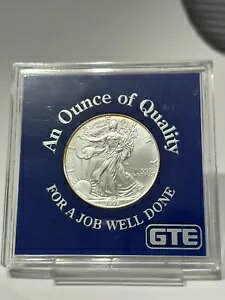 An Ounce of Quality
FOR A JOB WELL DONE
GTE